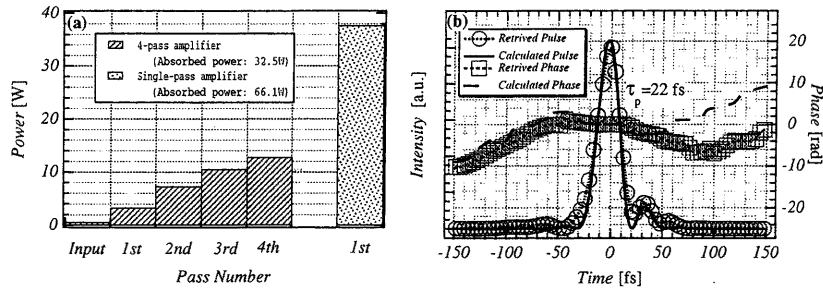 (a)
40
30
20
10
0
Power [W]
4-pass amplifier
(Absorbed power: 32.5W)
Single-pass amplifier
(Absorbed power: 66.1W)
Input 1st 2nd 3rd 4th 1st
Pass Number
(b)
Retrived Pulse
Calculated Pulse
Retrived Phase
Calculated Phase
τp=22 fs
Intensity [a.u.]
20
10
0
-10
-20
Phase [rad]
-150 -100 -50 0 50 100 150
Time [fs]